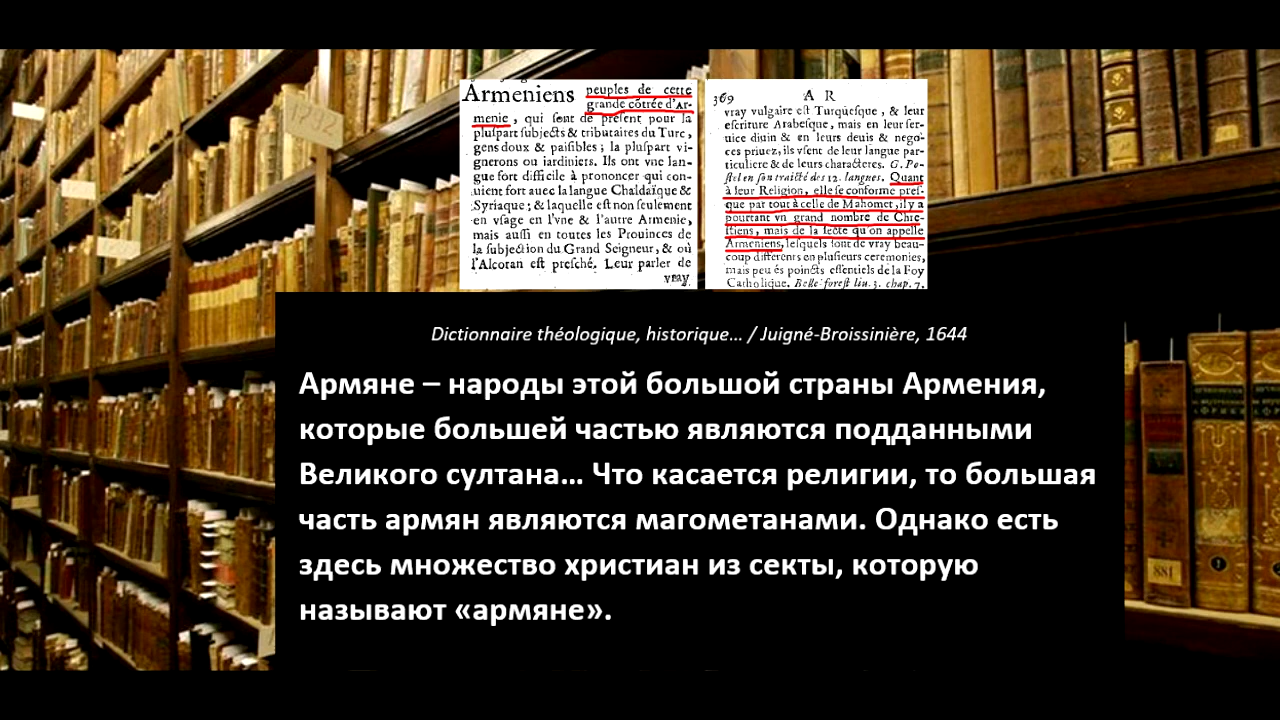 Armeniens peuples de cette
grande cõtrée d'Ar-
menie, qui sont de present pour la
pluspart subjects & tributaires du Turc,
gens doux & paisibles; la pluspart vi-
gnerons ou iardiniers. Ils ont vne lan-
gue fort difficile à prononcer qui con-
uient fort auec la langue Chaldaïque &
Syriaque; & laquelle est non seulement
en vsage en l'vne & l'autre Armenie,
mais aussi en toutes les Prouinces de
la subjection du Grand Seigneur, & où
l'Alcotan est presché. Leur parler de
vray
369 AR
vray vulgaire est Turquesque, & leur
escriture Arabesque, mais en leur ser-
uice diuin & en leurs deuis & nego-
ces priuez, ils vsent de leur langue par-
ticuliere & de leurs characteres. G. Po-
stel en son traicté des 12. langues. Quant
à leur Religion, elle se conforme pres-
que par tout à celle de Mahomet, il y a
pourtant vn grand nombre de Chre-
stiens, mais de la secte qu'on appelle
Armeniens, lesquels sont de vray beau-
coup differents en plusieurs ceremonies,
mais peu és poincts essentiels de la Foy
Catholique. Belle-forest liu. 3. chap. 7.
Dictionnaire théologique, historique... / Juigné-Broissinière, 1644
Армяне – народы этой большой страны Армения,
которые большей частью являются подданными
Великого султана... Что касается религии, то большая
часть армян являются магометанами. Однако есть
здесь множество христиан из секты, которую
называют «армяне».
881